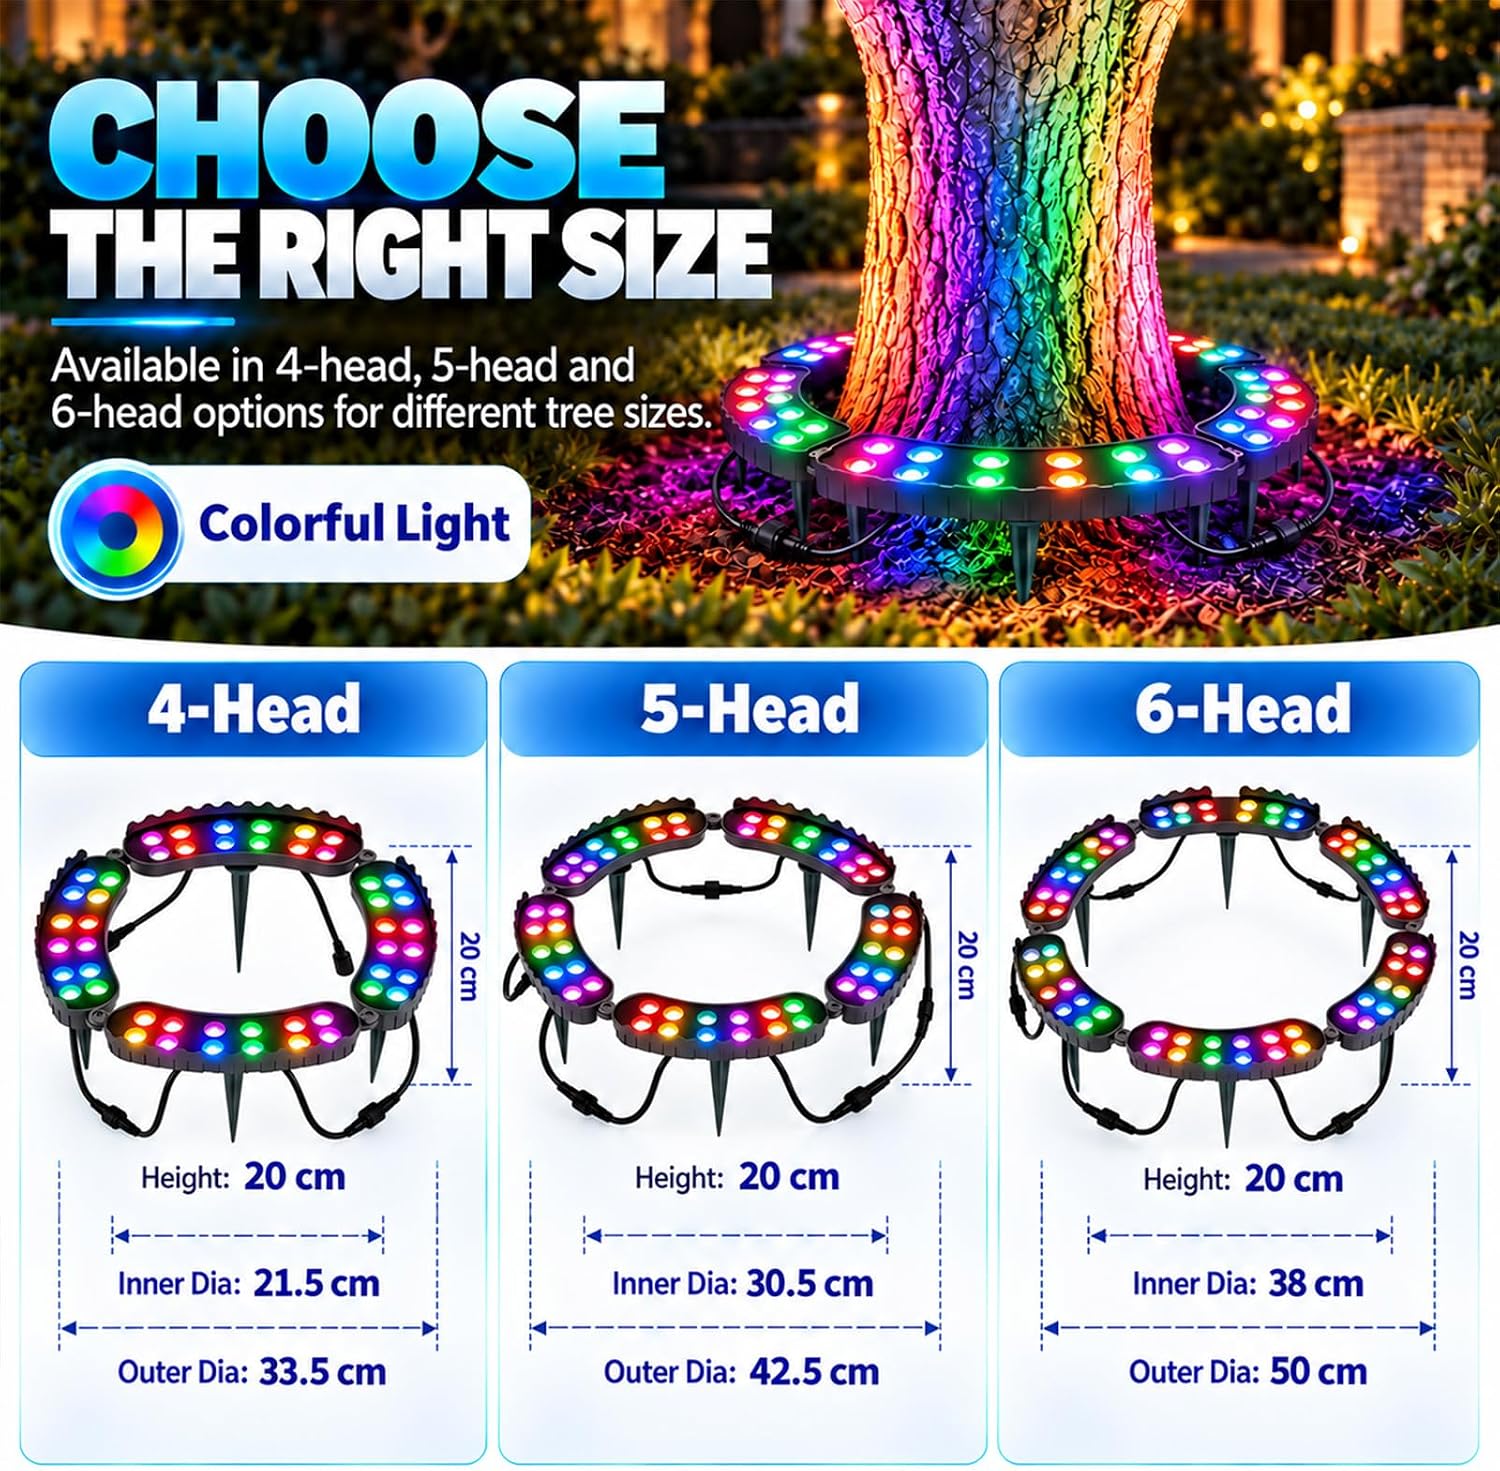 CHOOSE
THE RIGHT SIZE
Available in 4-head, 5-head and
6-head options for different tree sizes.
Colorful Light
4-Head
20 cm
Height: 20 cm
Inner Dia: 21.5 cm
Outer Dia: 33.5 cm
5-Head
20 cm
Height: 20 cm
Inner Dia: 30.5 cm
Outer Dia: 42.5 cm
6-Head
20 cm
Height: 20 cm
Inner Dia: 38 cm
Outer Dia: 50 cm